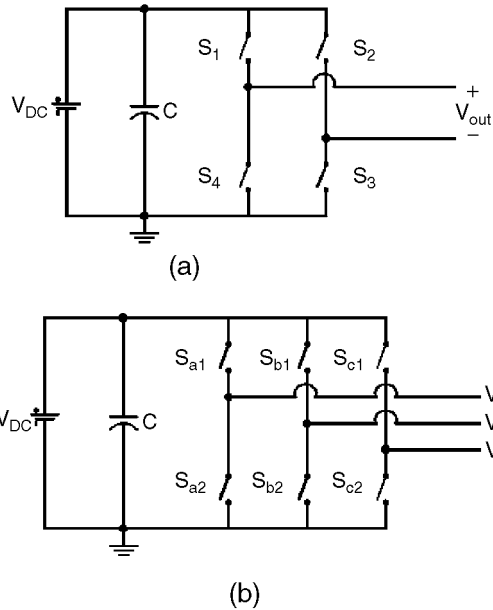 S1 S2
VDC C + Vout −
S4 S3
(a)
Sa1 Sb1 Sc1
VDC C V
V
V
Sa2 Sb2 Sc2
(b)